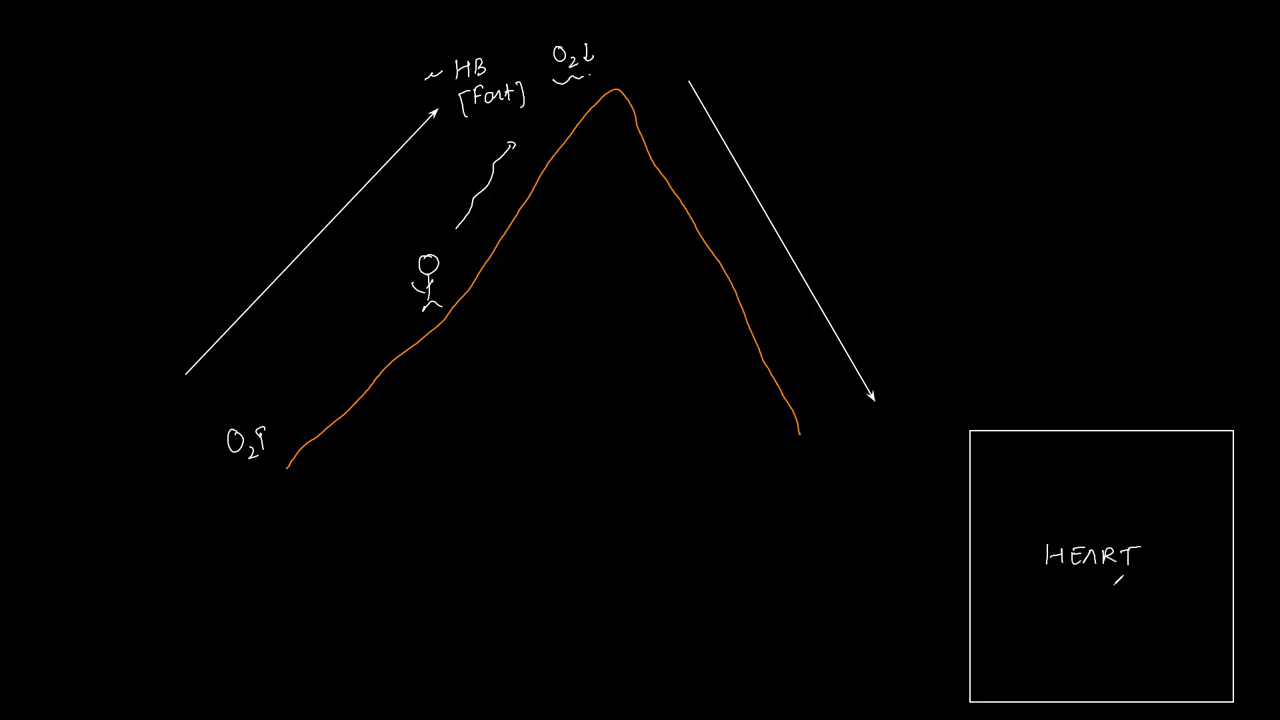 O₂↓
~ HB
[Fast]
O₂↑
HEART